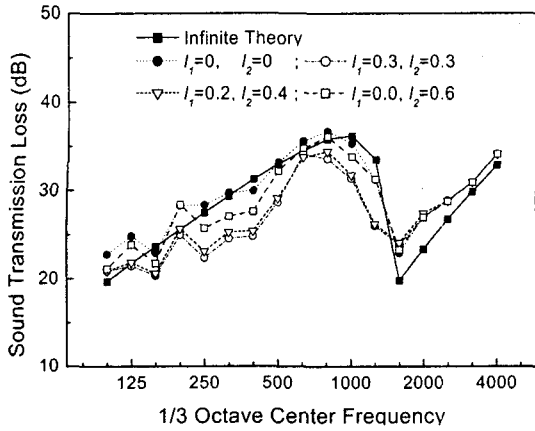 Infinite Theory
l₁=0, l₂=0 ; l₁=0.3, l₂=0.3
l₁=0.2, l₂=0.4 ; l₁=0.0, l₂=0.6
Sound Transmission Loss (dB)
50
40
30
20
10
125 250 500 1000 2000 4000
1/3 Octave Center Frequency